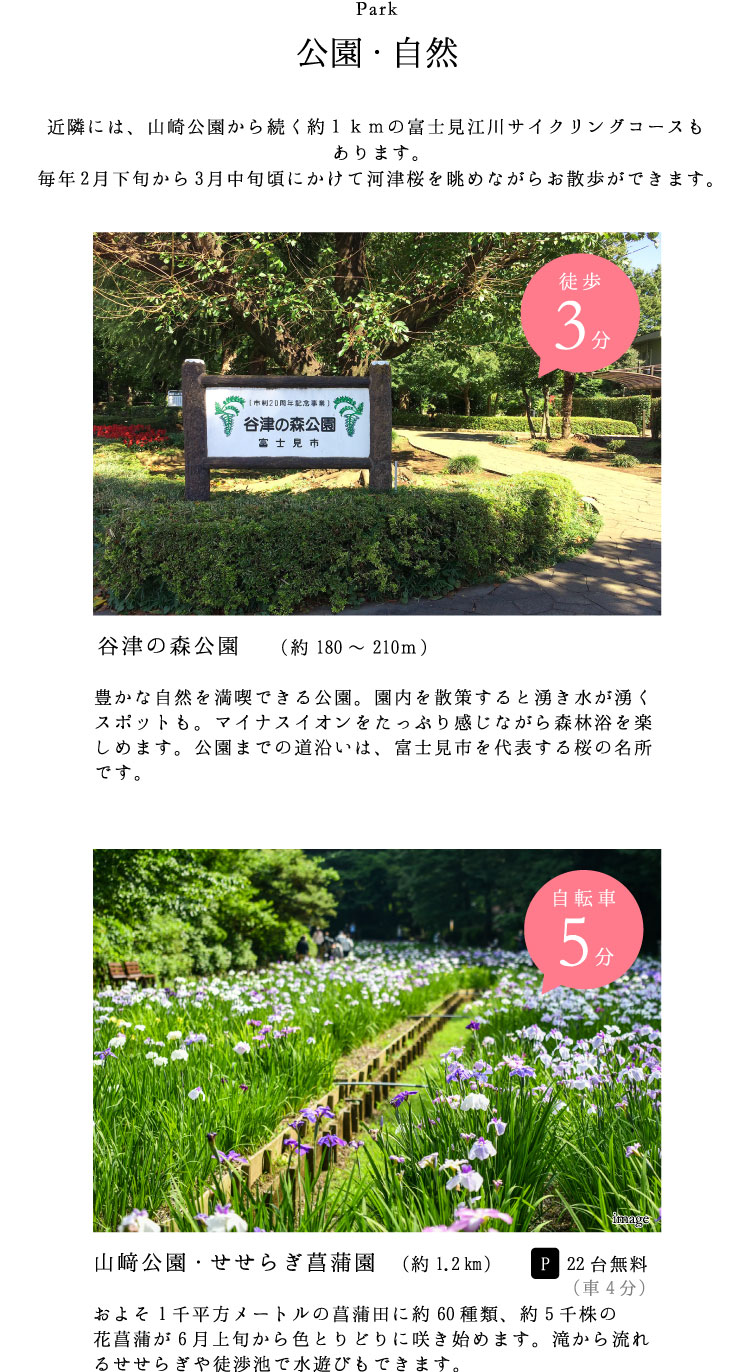 Park
公園・自然
近隣には、山崎公園から続く約１ｋｍの富士見江川サイクリングコースも
あります。
毎年2月下旬から3月中旬頃にかけて河津桜を眺めながらお散歩ができます。
徒歩
3分
(市制20周年記念事業)
谷津の森公園
富士見市
谷津の森公園　（約 180 〜 210m）
豊かな自然を満喫できる公園。園内を散策すると湧き水が湧く
スポットも。マイナスイオンをたっぷり感じながら森林浴を楽
しめます。公園までの道沿いは、富士見市を代表する桜の名所
です。
自転車
5分
image
山﨑公園・せせらぎ菖蒲園　（約 1.2㎞）　P 22台無料
（車 4分）
およそ１千平方メートルの菖蒲田に約 60 種類、約 5 千株の
花菖蒲が 6 月上旬から色とりどりに咲き始めます。滝から流れ
るせせらぎや徒渉池で水遊びもできます。